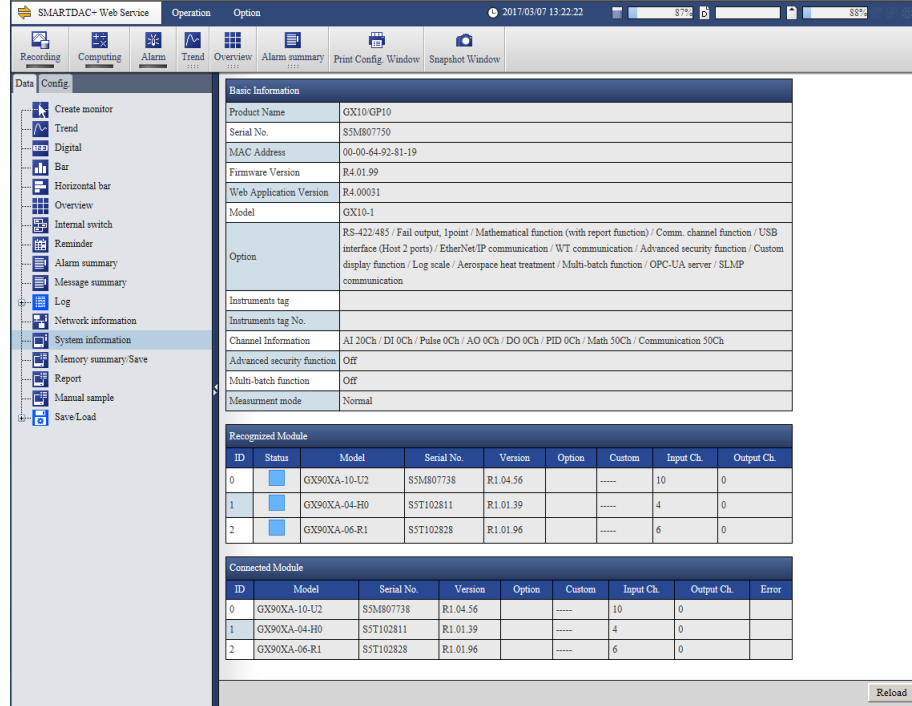 SMARTDAC+ Web Service Operation Option 2017/03/07 13:22:22 87% D 88%
Recording Computing Alarm Trend Overview Alarm summary Print Config. Window Snapshot Window
Data Config.
Create monitor
Trend
Digital
Bar
Horizontal bar
Overview
Internal switch
Reminder
Alarm summary
Message summary
Log
Network information
System information
Memory summary/Save
Report
Manual sample
Save/Load
Basic Information
Product Name GX10/GP10
Serial No. S5M807750
MAC Address 00-00-64-92-81-19
Firmware Version R4.01.99
Web Application Version R4.00031
Model GX10-1
Option RS-422/485 / Fail output, 1point / Mathematical function (with report function) / Comm. channel function / USB
interface (Host 2 ports) / EtherNet/IP communication / WT communication / Advanced security function / Custom
display function / Log scale / Aerospace heat treatment / Multi-batch function / OPC-UA server / SLMP
communication
Instruments tag
Instruments tag No.
Channel Information AI 20Ch / DI 0Ch / Pulse 0Ch / AO 0Ch / DO 0Ch / PID 0Ch / Math 50Ch / Communication 50Ch
Advanced security function Off
Multi-batch function Off
Measurment mode Normal
Recognized Module
ID Status Model Serial No. Version Option Custom Input Ch. Output Ch.
0 GX90XA-10-U2 S5M807738 R1.04.56 ----- 10 0
1 GX90XA-04-H0 S5T102811 R1.01.39 ----- 4 0
2 GX90XA-06-R1 S5T102828 R1.01.96 ----- 6 0
Connected Module
ID Model Serial No. Version Option Custom Input Ch. Output Ch. Error
0 GX90XA-10-U2 S5M807738 R1.04.56 ----- 10 0
1 GX90XA-04-H0 S5T102811 R1.01.39 ----- 4 0
2 GX90XA-06-R1 S5T102828 R1.01.96 ----- 6 0
Reload